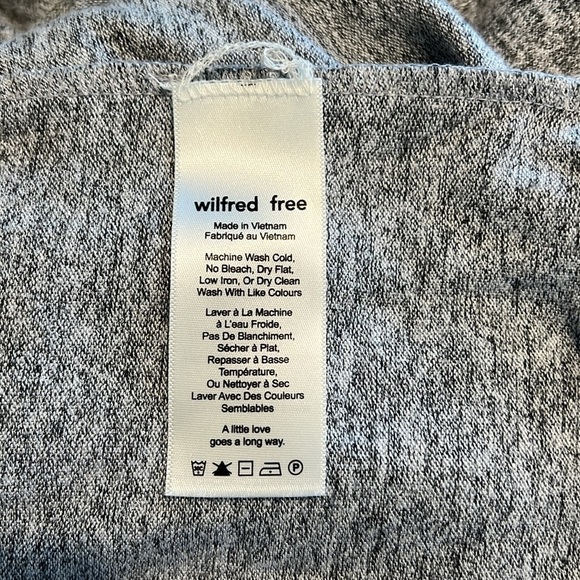 wilfred free
Made in Vietnam
Fabriqué au Vietnam
Machine Wash Cold,
No Bleach, Dry Flat,
Low Iron, Or Dry Clean
Wash With Like Colours
Laver à La Machine
à L'eau Froide,
Pas De Blanchiment,
Sécher à Plat,
Repasser à Basse
Température,
Ou Nettoyer à Sec
Laver Avec Des Couleurs
Semblables
A little love
goes a long way.
P